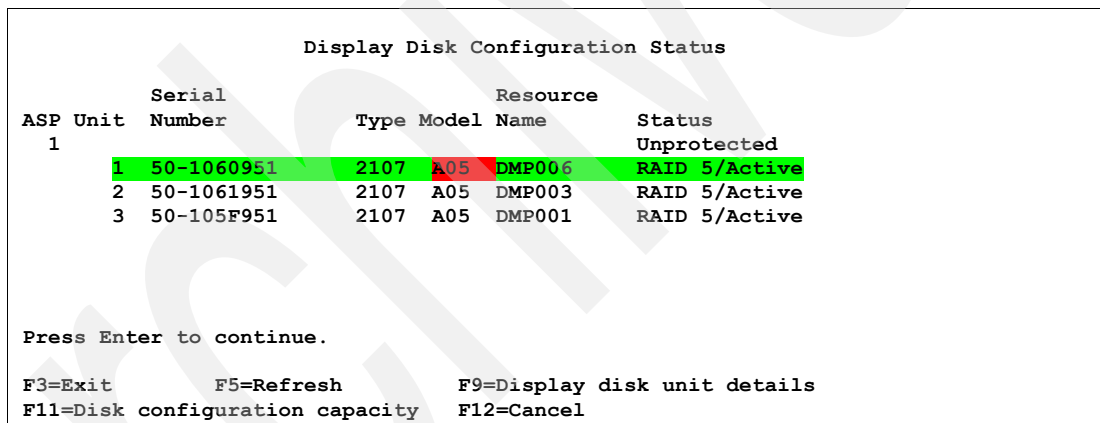 Display Disk Configuration Status
Serial Resource
ASP Unit Number Type Model Name Status
1 Unprotected
1 50-1060951 2107 A05 DMP006 RAID 5/Active
2 50-1061951 2107 A05 DMP003 RAID 5/Active
3 50-105F951 2107 A05 DMP001 RAID 5/Active
Press Enter to continue.
F3=Exit F5=Refresh F9=Display disk unit details
F11=Disk configuration capacity F12=Cancel